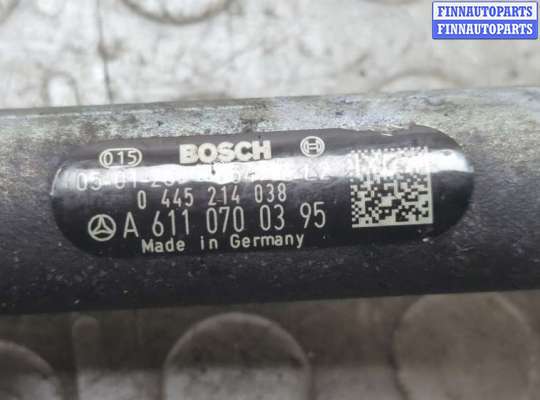 FINNAUTOPARTS
FINNAUTOPARTS
015 BOSCH
0 445 214 038
A 611 070 03 95
Made in Germany